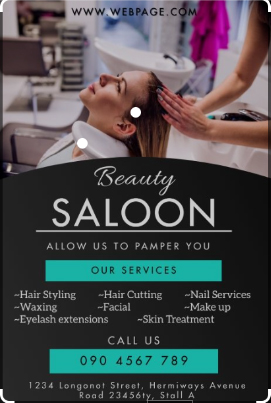 WWW.WEBPAGE.COM
Beauty
SALOON
ALLOW US TO PAMPER YOU
OUR SERVICES
~Hair Styling ~Hair Cutting ~Nail Services
~Waxing ~Facial ~Make up
~Eyelash extensions ~Skin Treatment
CALL US
090 4567 789
1234 Longonot Street, Hermiways Avenue
Road 23456ty, Stall A